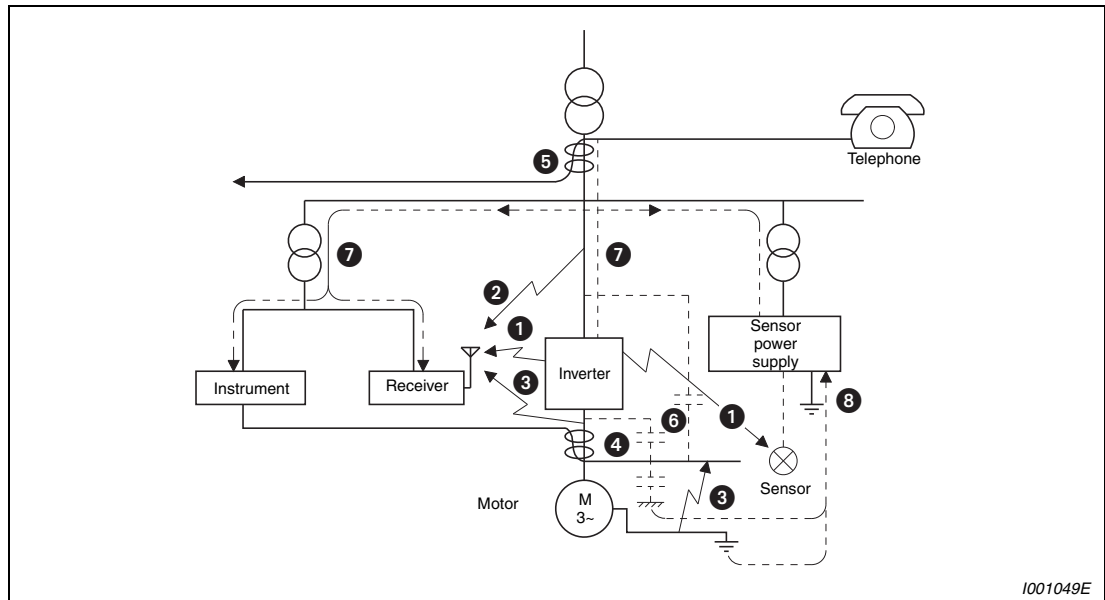 Telephone
5
7
7
2
1
Sensor
power
supply
Instrument
Receiver
3
Inverter
8
6
1
4
Sensor
Motor
M
3~
3
I001049E